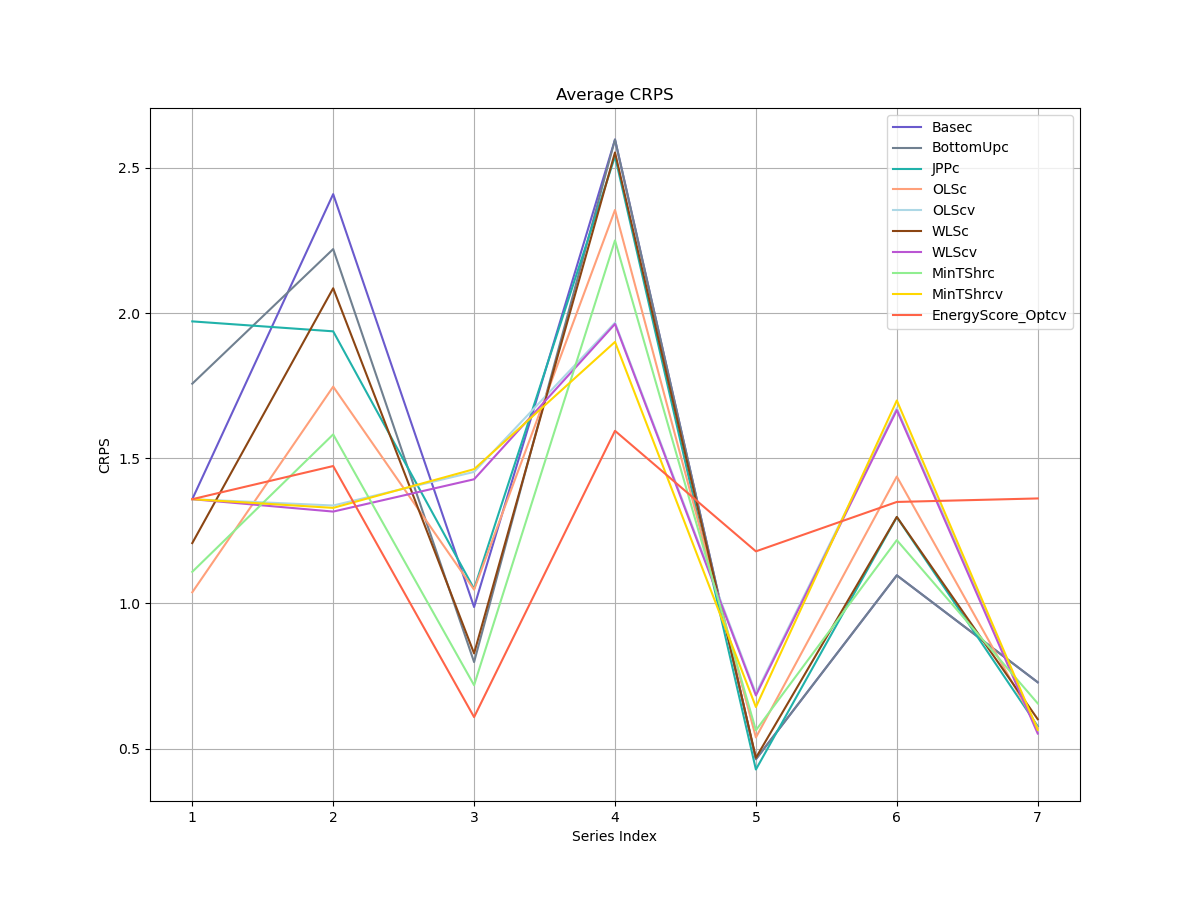 Average CRPS
CRPS
2.5
2.0
1.5
1.0
0.5
1 2 3 4 5 6 7
Series Index
Basec
BottomUpc
JPPc
OLSc
OLScv
WLSc
WLScv
MinTShrc
MinTShrcv
EnergyScore_Optcv